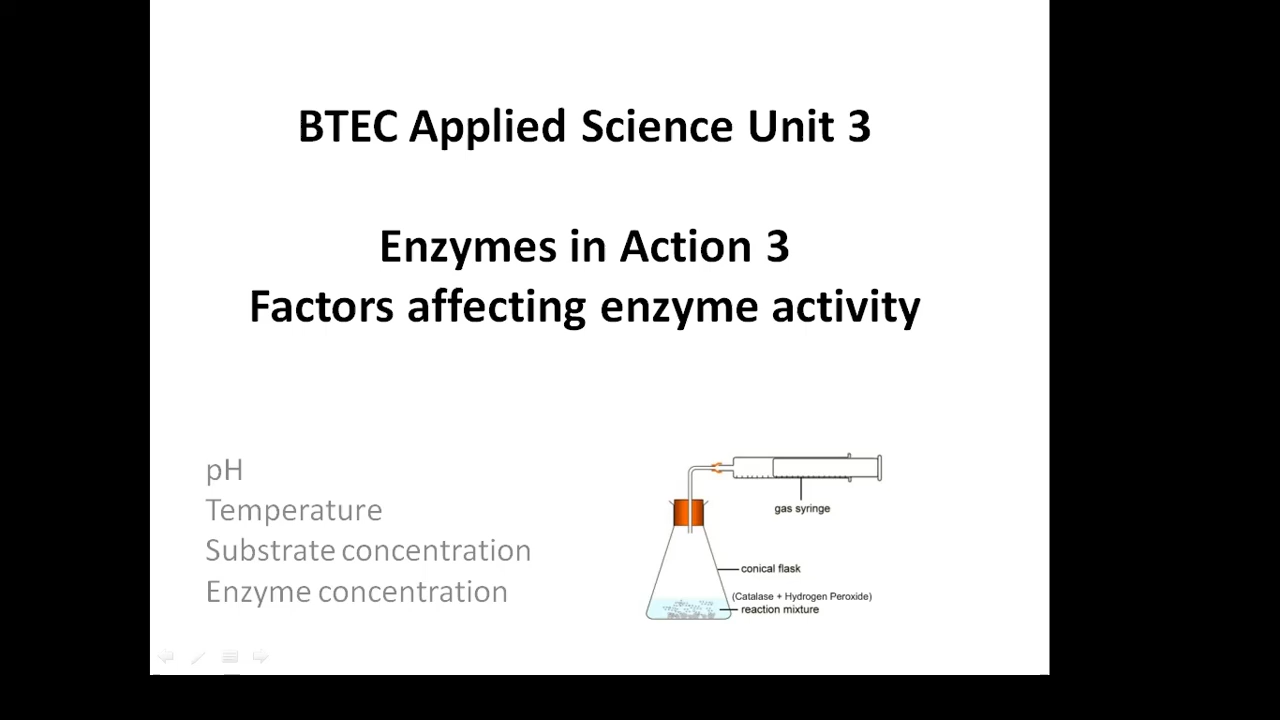 BTEC Applied Science Unit 3
Enzymes in Action 3
Factors affecting enzyme activity
pH
Temperature
Substrate concentration
Enzyme concentration
gas syringe
conical flask
(Catalase + Hydrogen Peroxide)
reaction mixture